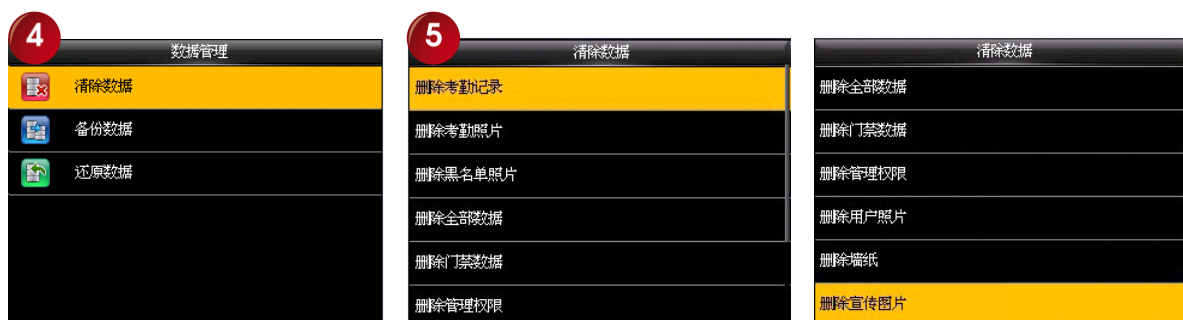 4
数据管理
清除数据
备份数据
还原数据
5
清除数据
删除考勤记录
删除考勤照片
删除黑名单照片
删除全部数据
删除门禁数据
删除管理权限
清除数据
删除全部数据
删除门禁数据
删除管理权限
删除用户照片
删除墙纸
删除宣传图片